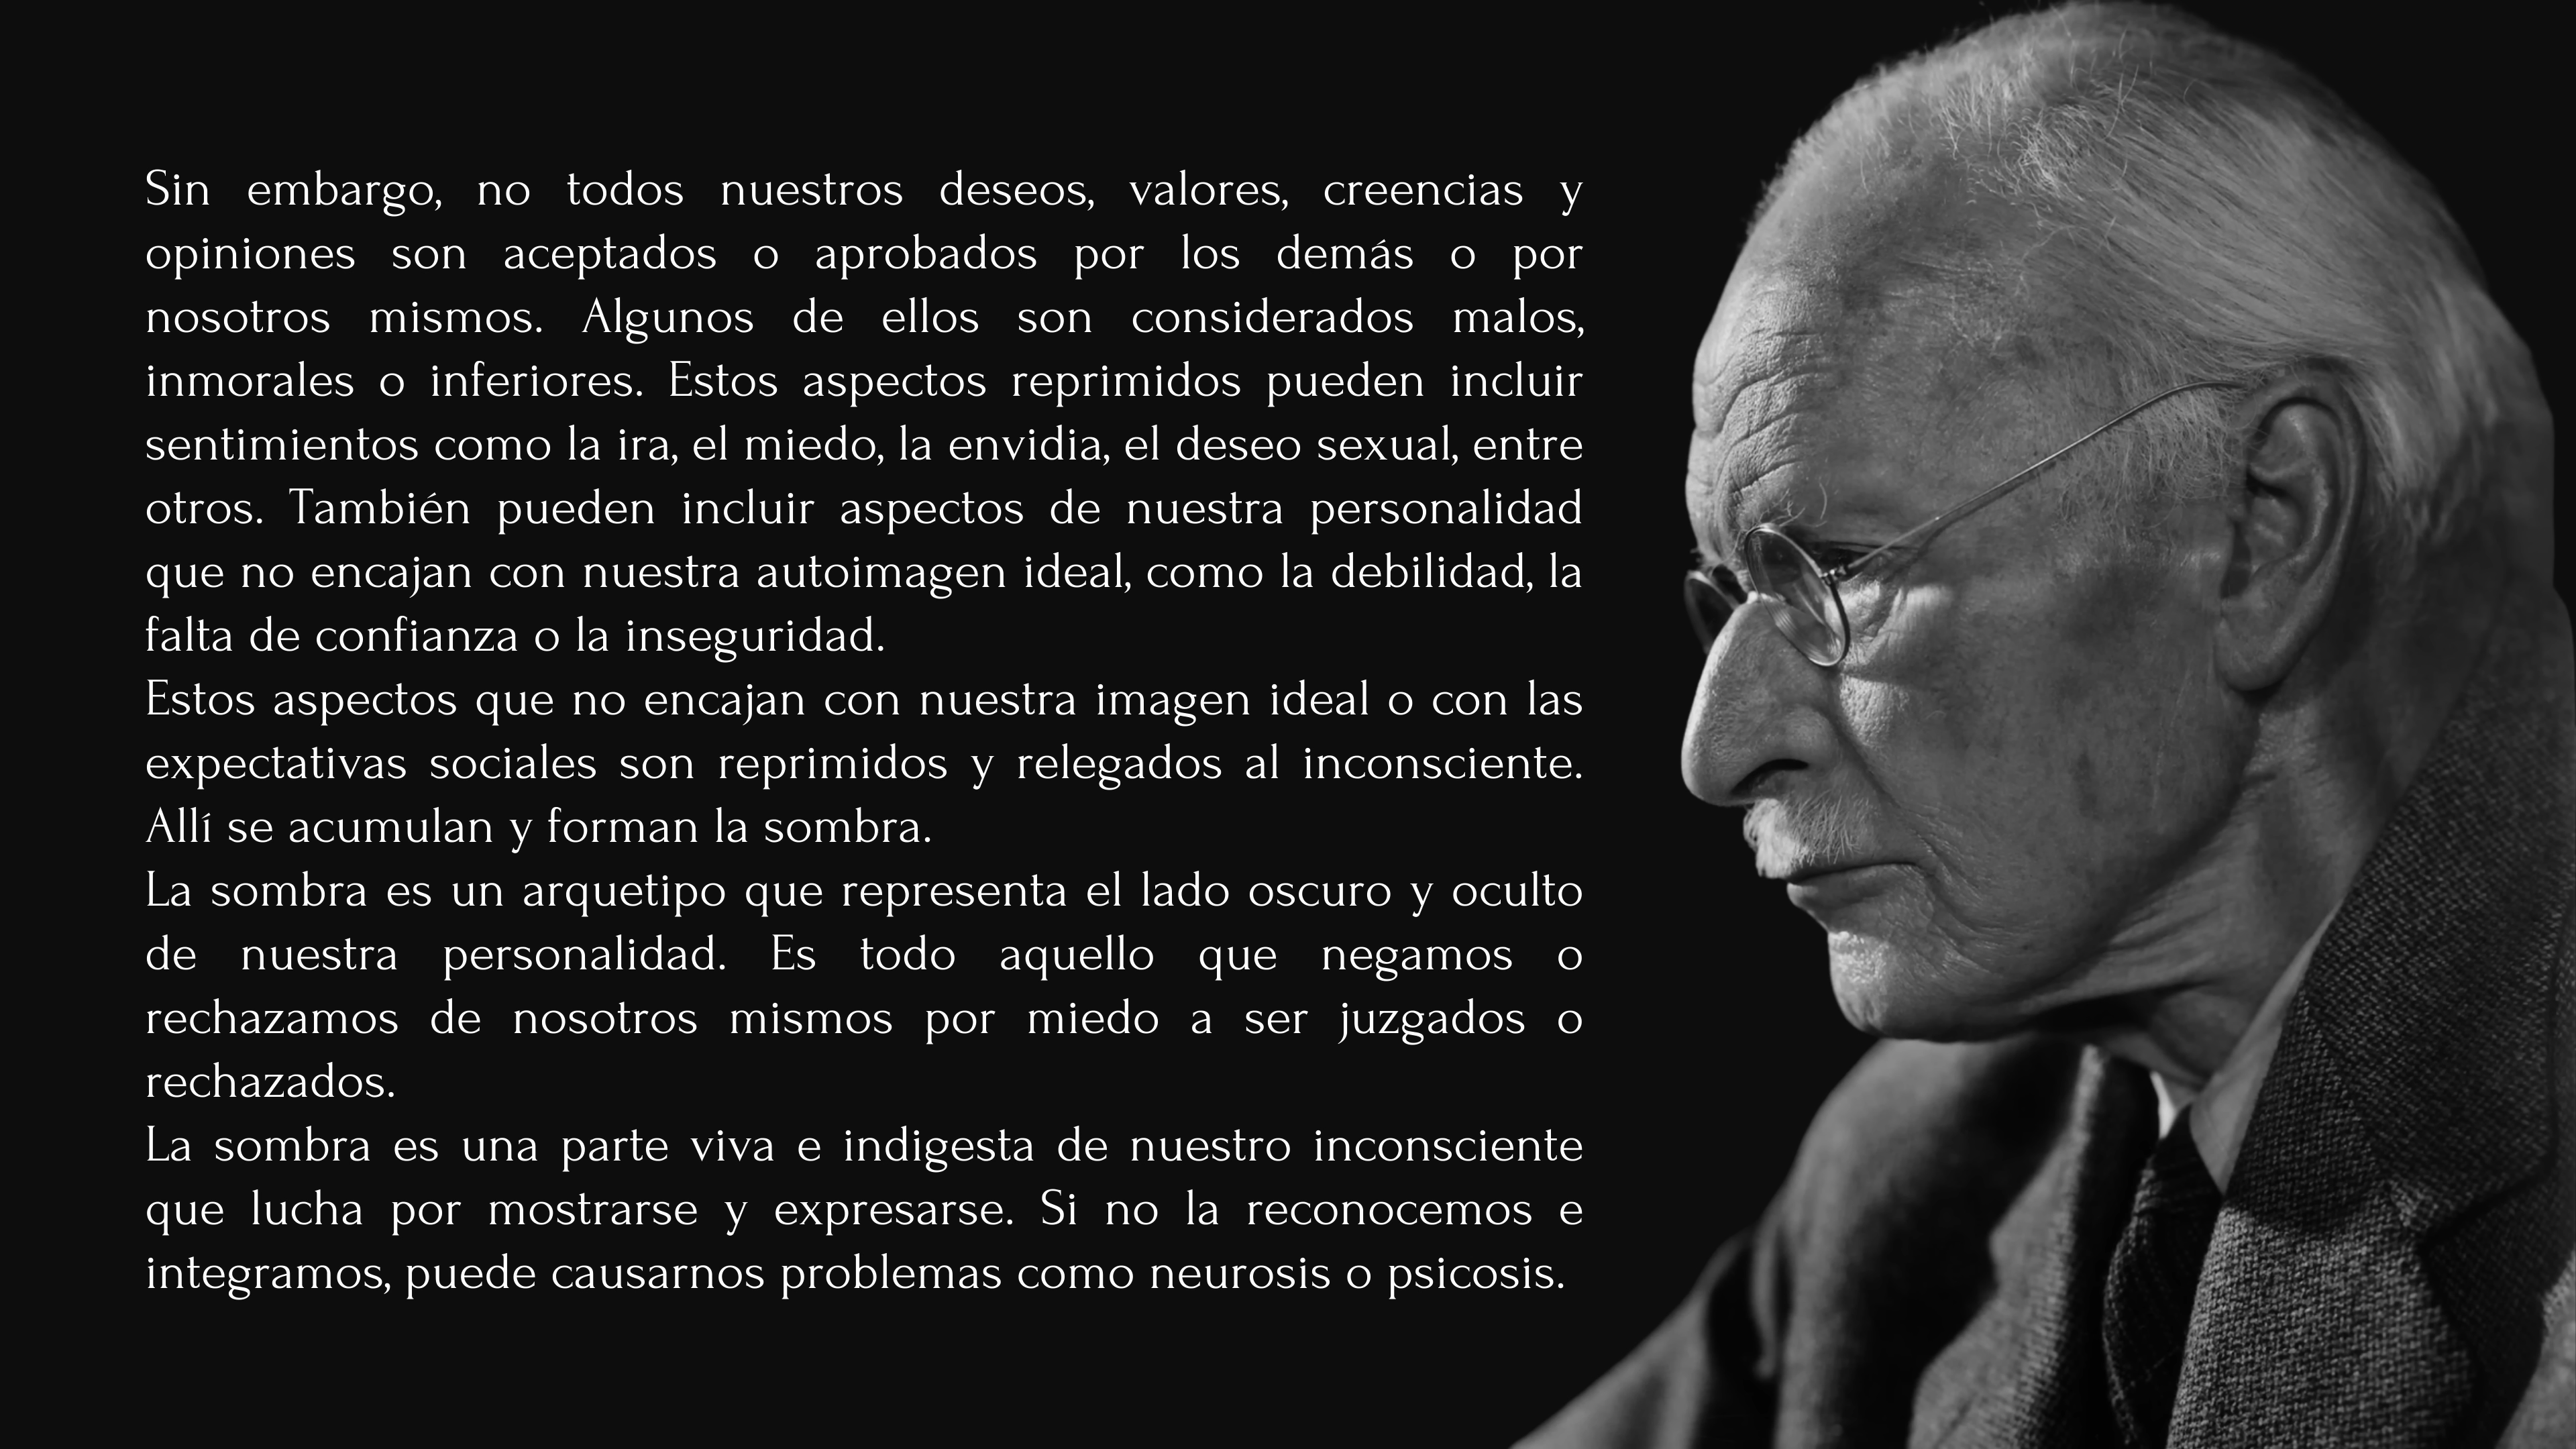 Sin embargo, no todos nuestros deseos, valores, creencias y
opiniones son aceptados o aprobados por los demás o por
nosotros mismos. Algunos de ellos son considerados malos,
inmorales o inferiores. Estos aspectos reprimidos pueden incluir
sentimientos como la ira, el miedo, la envidia, el deseo sexual, entre
otros. También pueden incluir aspectos de nuestra personalidad
que no encajan con nuestra autoimagen ideal, como la debilidad, la
falta de confianza o la inseguridad.
Estos aspectos que no encajan con nuestra imagen ideal o con las
expectativas sociales son reprimidos y relegados al inconsciente.
Allí se acumulan y forman la sombra.
La sombra es un arquetipo que representa el lado oscuro y oculto
de nuestra personalidad. Es todo aquello que negamos o
rechazamos de nosotros mismos por miedo a ser juzgados o
rechazados.
La sombra es una parte viva e indigesta de nuestro inconsciente
que lucha por mostrarse y expresarse. Si no la reconocemos e
integramos, puede causarnos problemas como neurosis o psicosis.